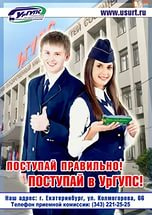 УрГУПС
www.usurt.ru
УрГУПС
ПОСТУПАЙ ПРАВИЛЬНО!
ПОСТУПАЙ в УрГУПС!
Наш адрес: г. Екатеринбург, ул. Колмогорова, 66
Телефон приемной комиссии: (343) 221-25-25